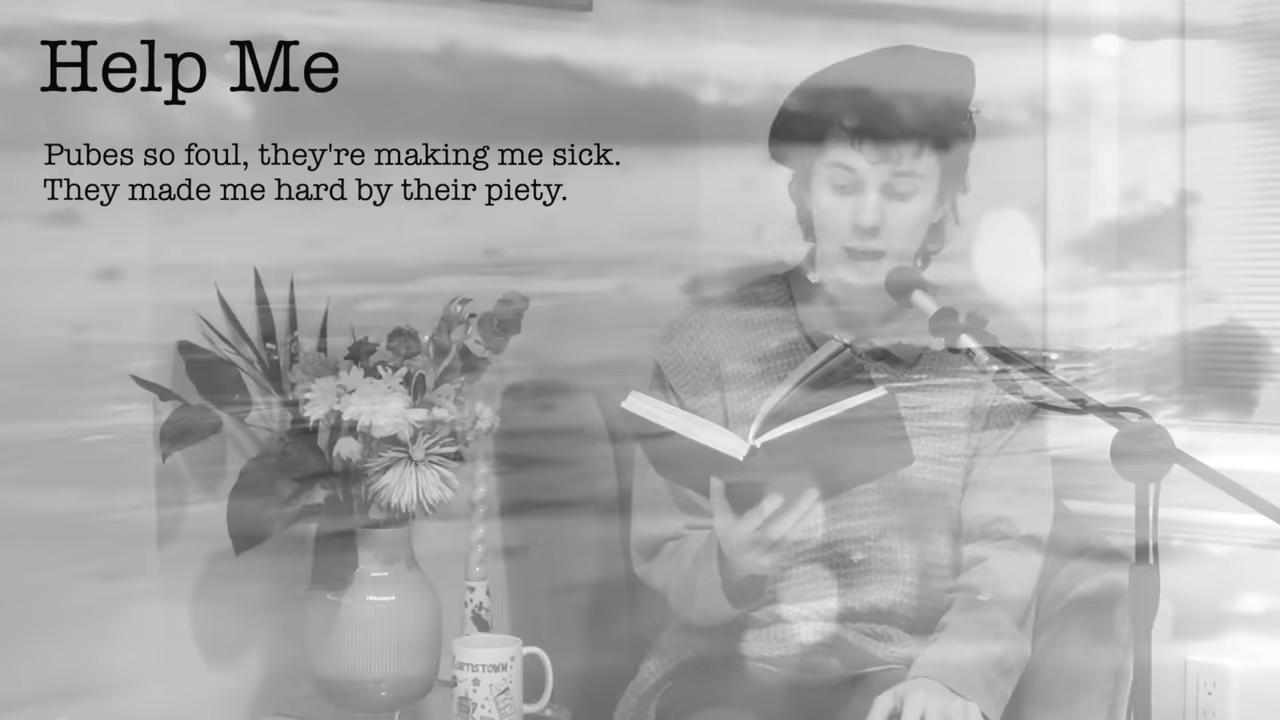 Help Me
Pubes so foul, they're making me sick.
They made me hard by their piety.